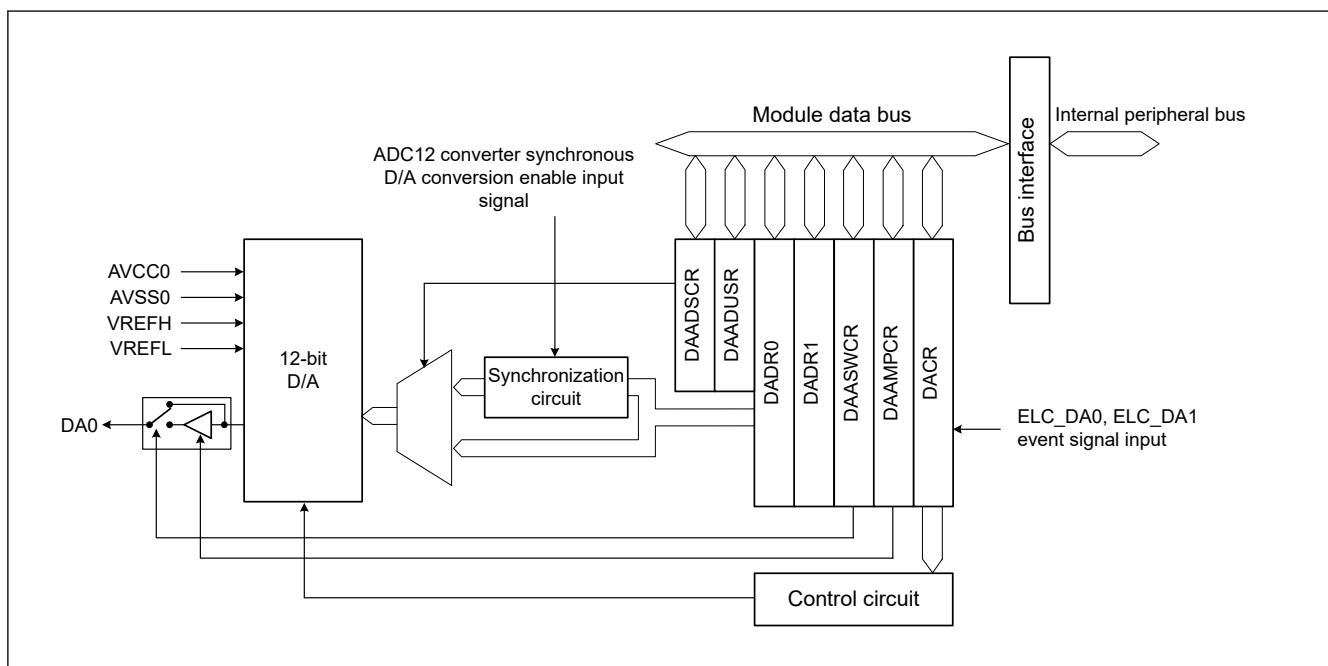 Module data bus
Internal peripheral bus
Bus interface
ADC12 converter synchronous
D/A conversion enable input
signal
AVCC0
AVSS0
VREFH
VREFL
12-bit
D/A
Synchronization
circuit
DAADSCR
DAADUSR
DADR0
DADR1
DAASWCR
DAAMPCR
DACR
DA0
ELC_DA0, ELC_DA1
event signal input
Control circuit